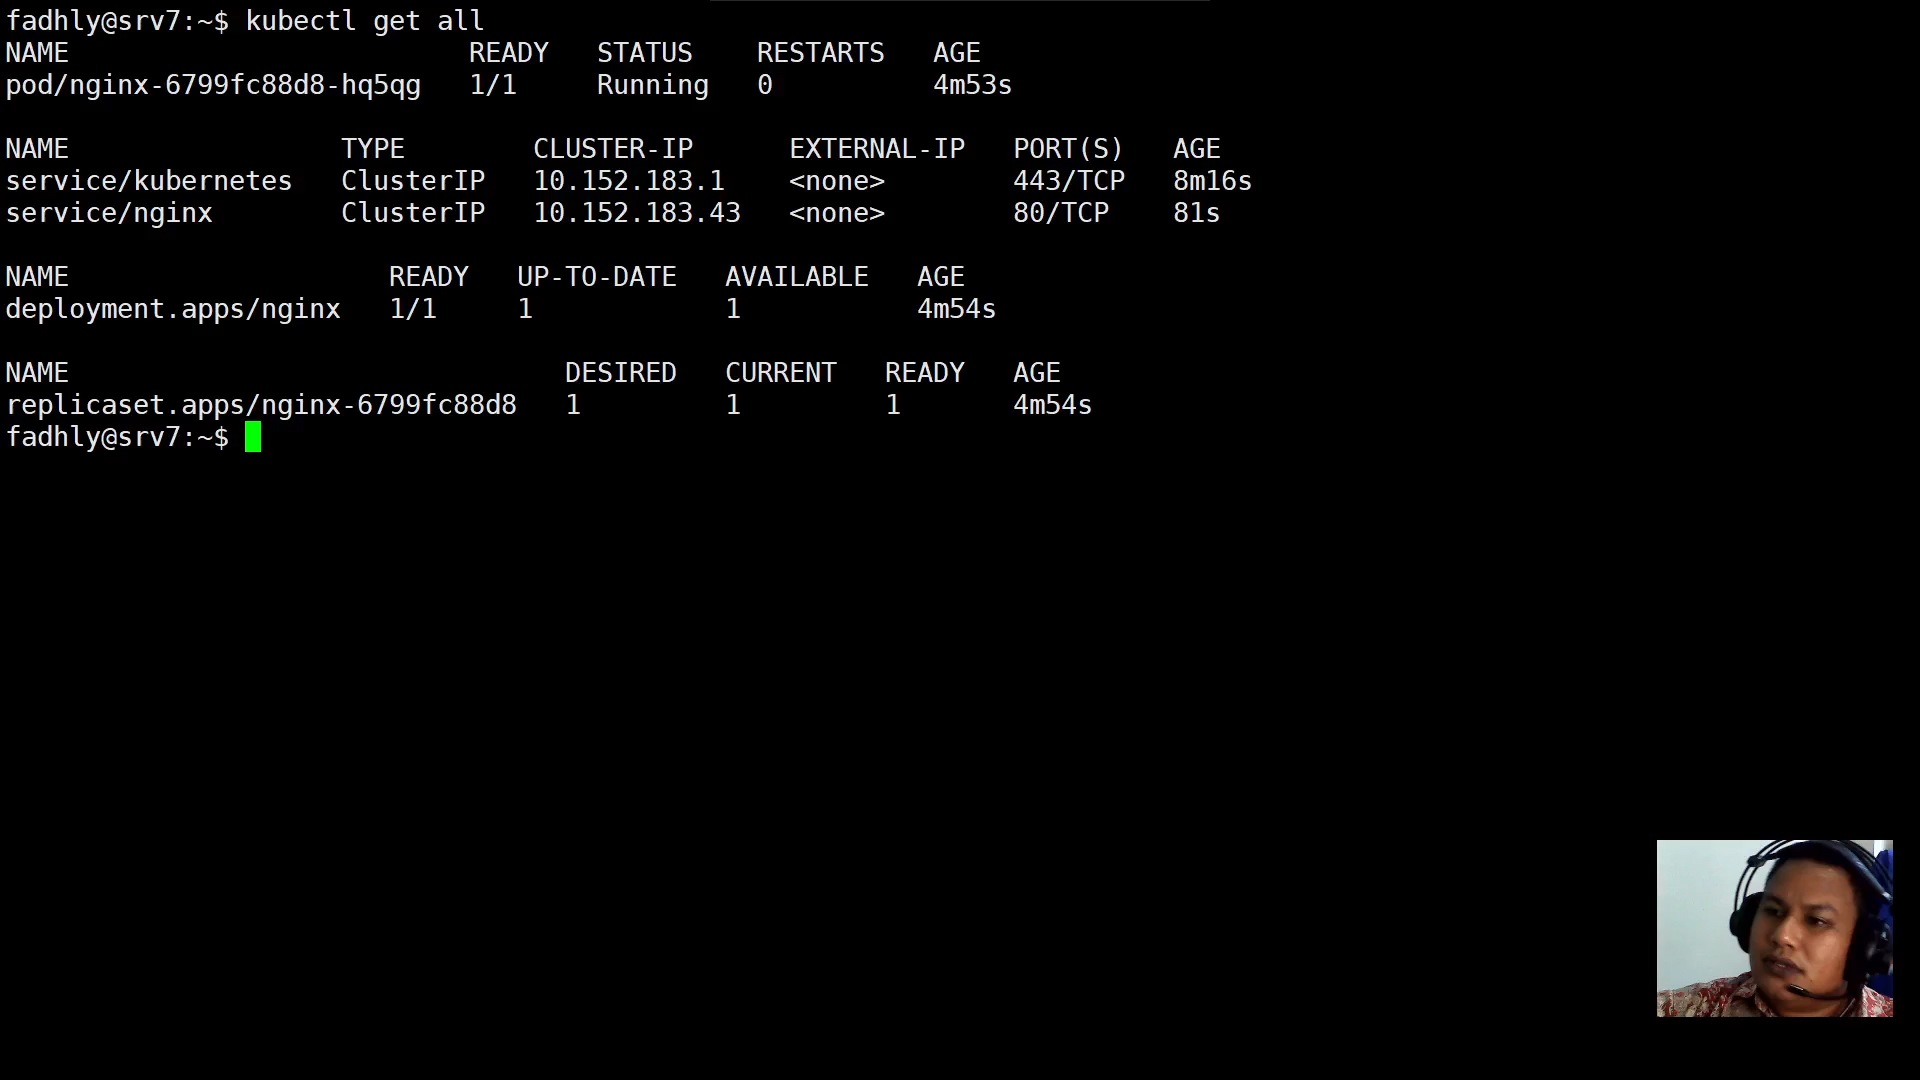 fadhly@srv7:~$ kubectl get all
NAME                         READY   STATUS    RESTARTS   AGE
pod/nginx-6799fc88d8-hq5qg   1/1     Running   0          4m53s
NAME                 TYPE        CLUSTER-IP      EXTERNAL-IP   PORT(S)   AGE
service/kubernetes   ClusterIP   10.152.183.1    <none>        443/TCP   8m16s
service/nginx        ClusterIP   10.152.183.43   <none>        80/TCP    81s
NAME                    READY   UP-TO-DATE   AVAILABLE   AGE
deployment.apps/nginx   1/1     1            1           4m54s
NAME                               DESIRED   CURRENT   READY   AGE
replicaset.apps/nginx-6799fc88d8   1         1         1       4m54s
fadhly@srv7:~$